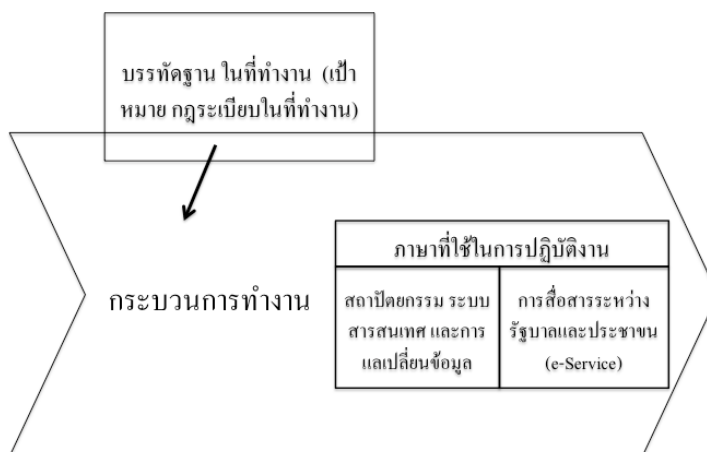 บรรทัดฐาน ในที่ทำงาน (เป้า
หมาย กฎระเบียบในที่ทำงาน)
ภาษาที่ใช้ในการปฏิบัติงาน
กระบวนการทำงาน
สถาปัตยกรรม ระบบ
สารสนเทศ และการ
แลเปลี่ยนข้อมูล
การสื่อสารระหว่าง
รัฐบาลและประชาขน
(e-Service)